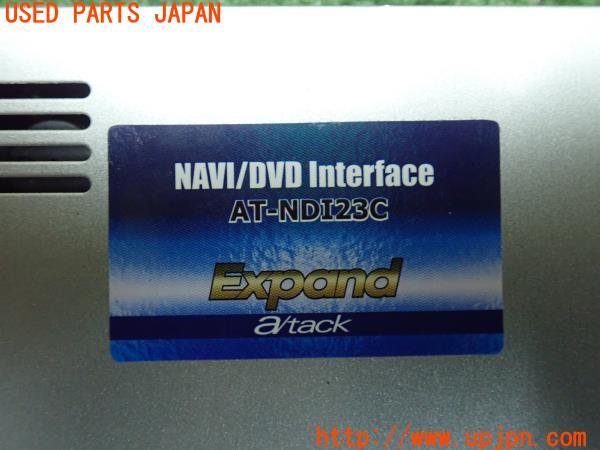 USED PARTS JAPAN
NAVI/DVD Interface
AT-NDI23C
Expand
a/tack
http://www.upjpn.com